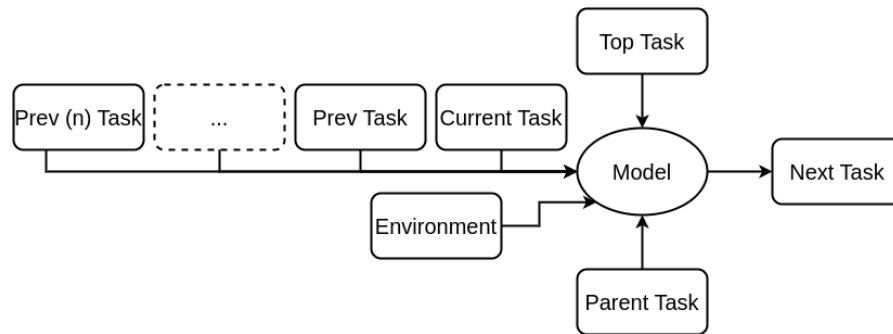 Top Task
Prev (n) Task
...
Prev Task
Current Task
Model
Next Task
Environment
Parent Task